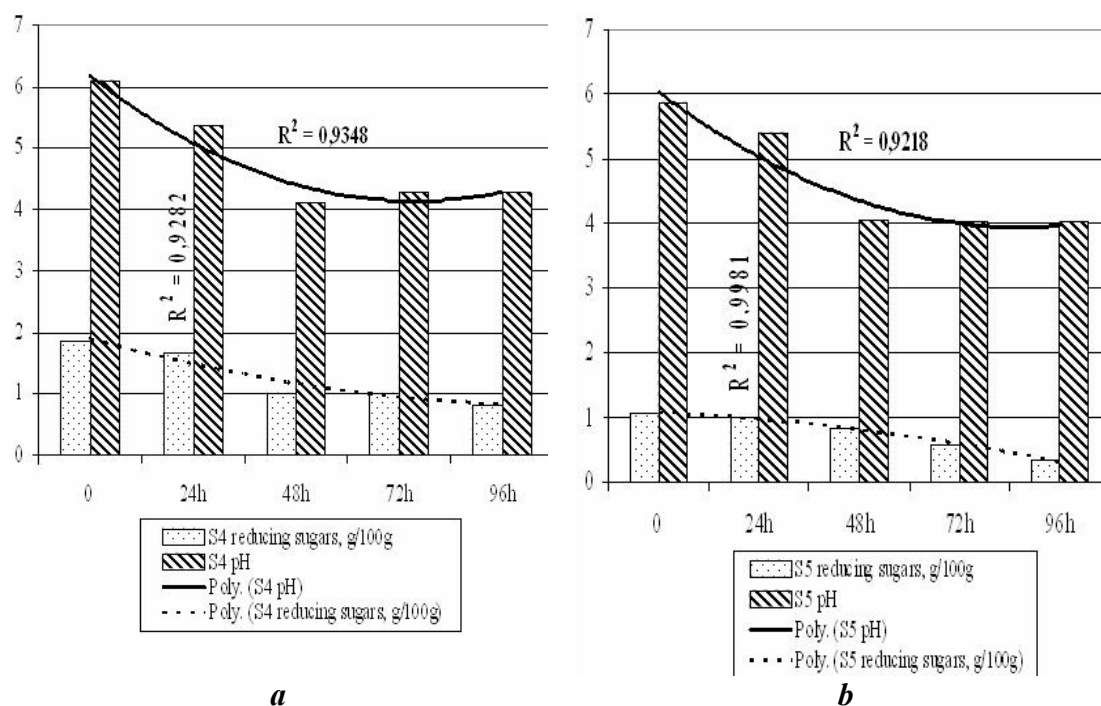 7
6
5
4
3
2
1
0
R² = 0,9348
R² = 0,9282
0 24h 48h 72h 96h
S4 reducing sugars, g/100g
S4 pH
Poly. (S4 pH)
Poly. (S4 reducing sugars, g/100g)
a
7
6
5
4
3
2
1
0
R² = 0,9218
R² = 0,9981
0 24h 48h 72h 96h
S5 reducing sugars, g/100g
S5 pH
Poly. (S5 pH)
Poly. (S5 reducing sugars, g/100g)
b